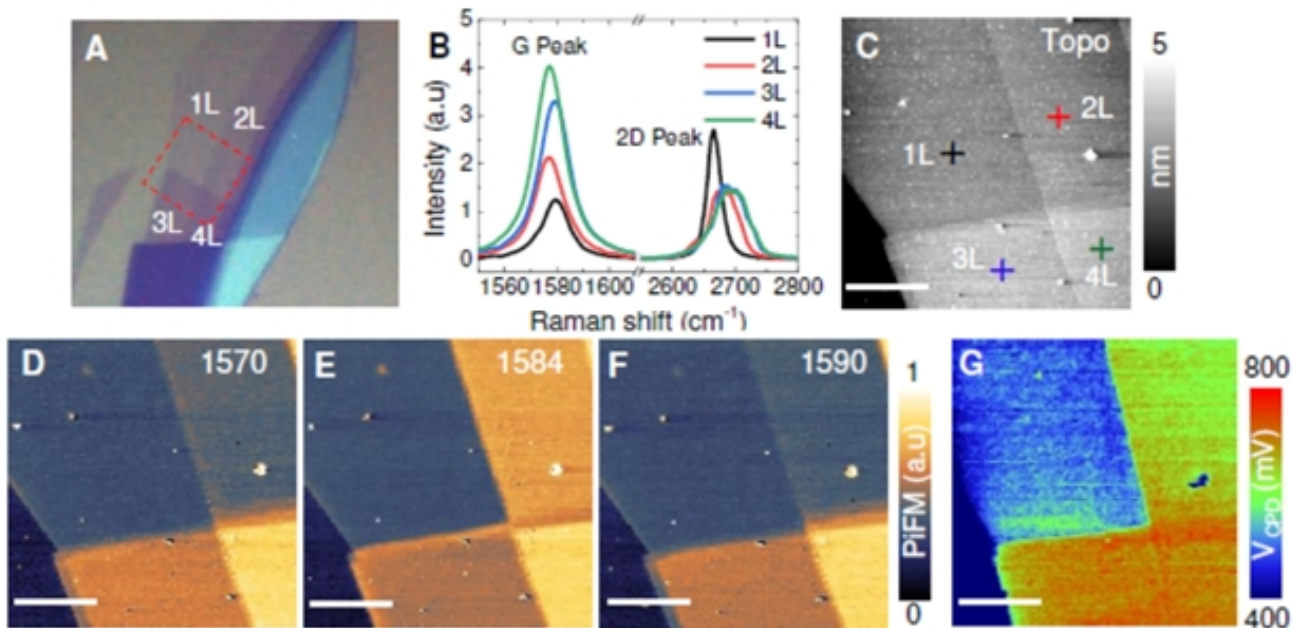 A
1L
2L
3L
4L
B
G Peak
2D Peak
1L
2L
3L
4L
5
4
3
2
1
0
Intensity (a.u)
1560 1580 1600 2600 2700 2800
Raman shift (cm⁻¹)
C
Topo
1L
2L
3L
4L
5
nm
0
D
1570
E
1584
F
1590
1
PiFM (a.u)
0
G
800
V_CPD (mV)
400